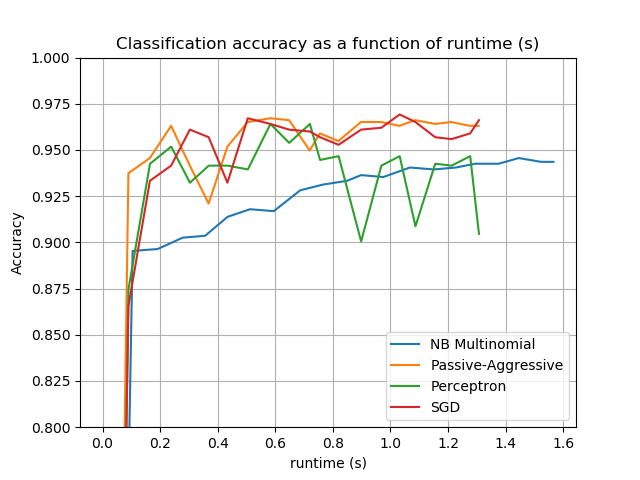 Classification accuracy as a function of runtime (s)
1.000
0.975
0.950
0.925
0.900
0.875
0.850
0.825
0.800
Accuracy
NB Multinomial
Passive-Aggressive
Perceptron
SGD
0.0 0.2 0.4 0.6 0.8 1.0 1.2 1.4 1.6
runtime (s)